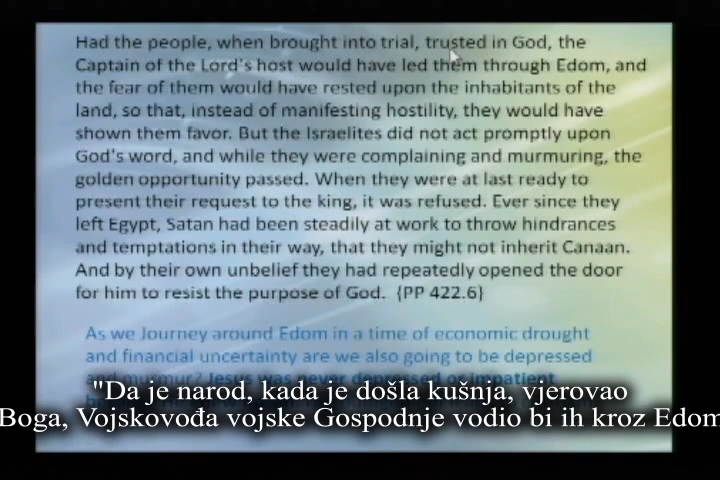 Had the people, when brought into trial, trusted in God, the
Captain of the Lord's host would have led them through Edom, and
the fear of them would have rested upon the inhabitants of the
land, so that, instead of manifesting hostility, they would have
shown them favor. But the Israelites did not act promptly upon
God's word, and while they were complaining and murmuring, the
golden opportunity passed. When they were at last ready to
present their request to the king, it was refused. Ever since they
left Egypt, Satan had been steadily at work to throw hindrances
and temptations in their way, that they might not inherit Canaan.
And by their own unbelief they had repeatedly opened the door
for him to resist the purpose of God. {PP 422.6}
As we Journey around Edom in a time of economic drought
and financial uncertainty are we also going to be depressed
and murmur? Jesus was never depressed or impatient
"Da je narod, kada je došla kušnja, vjerovao
Boga, Vojskovođa vojske Gospodnje vodio bi ih kroz Edom